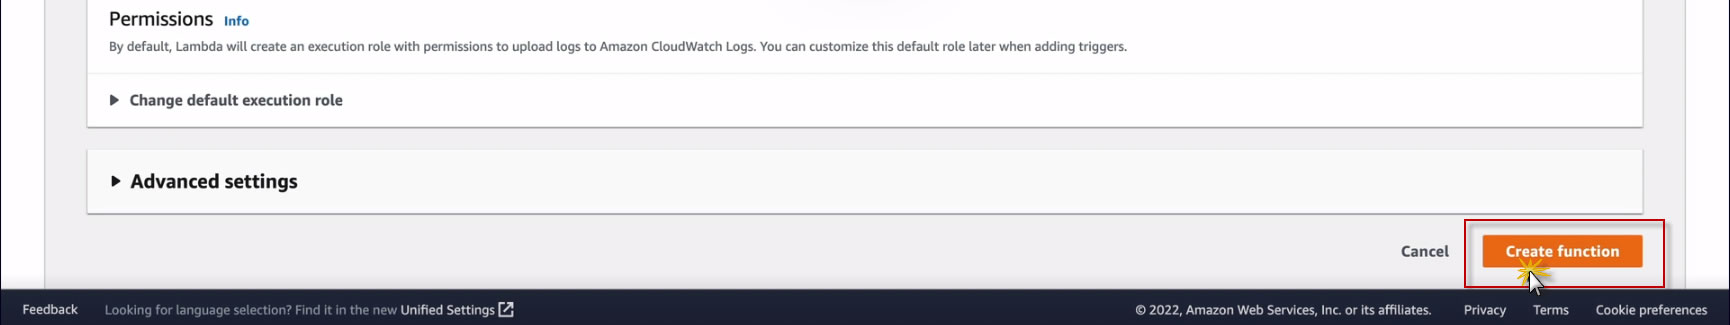 Permissions Info
By default, Lambda will create an execution role with permissions to upload logs to Amazon CloudWatch Logs. You can customize this default role later when adding triggers.
Change default execution role
Advanced settings
Cancel Create function
Feedback Looking for language selection? Find it in the new Unified Settings © 2022, Amazon Web Services, Inc. or its affiliates. Privacy Terms Cookie preferences